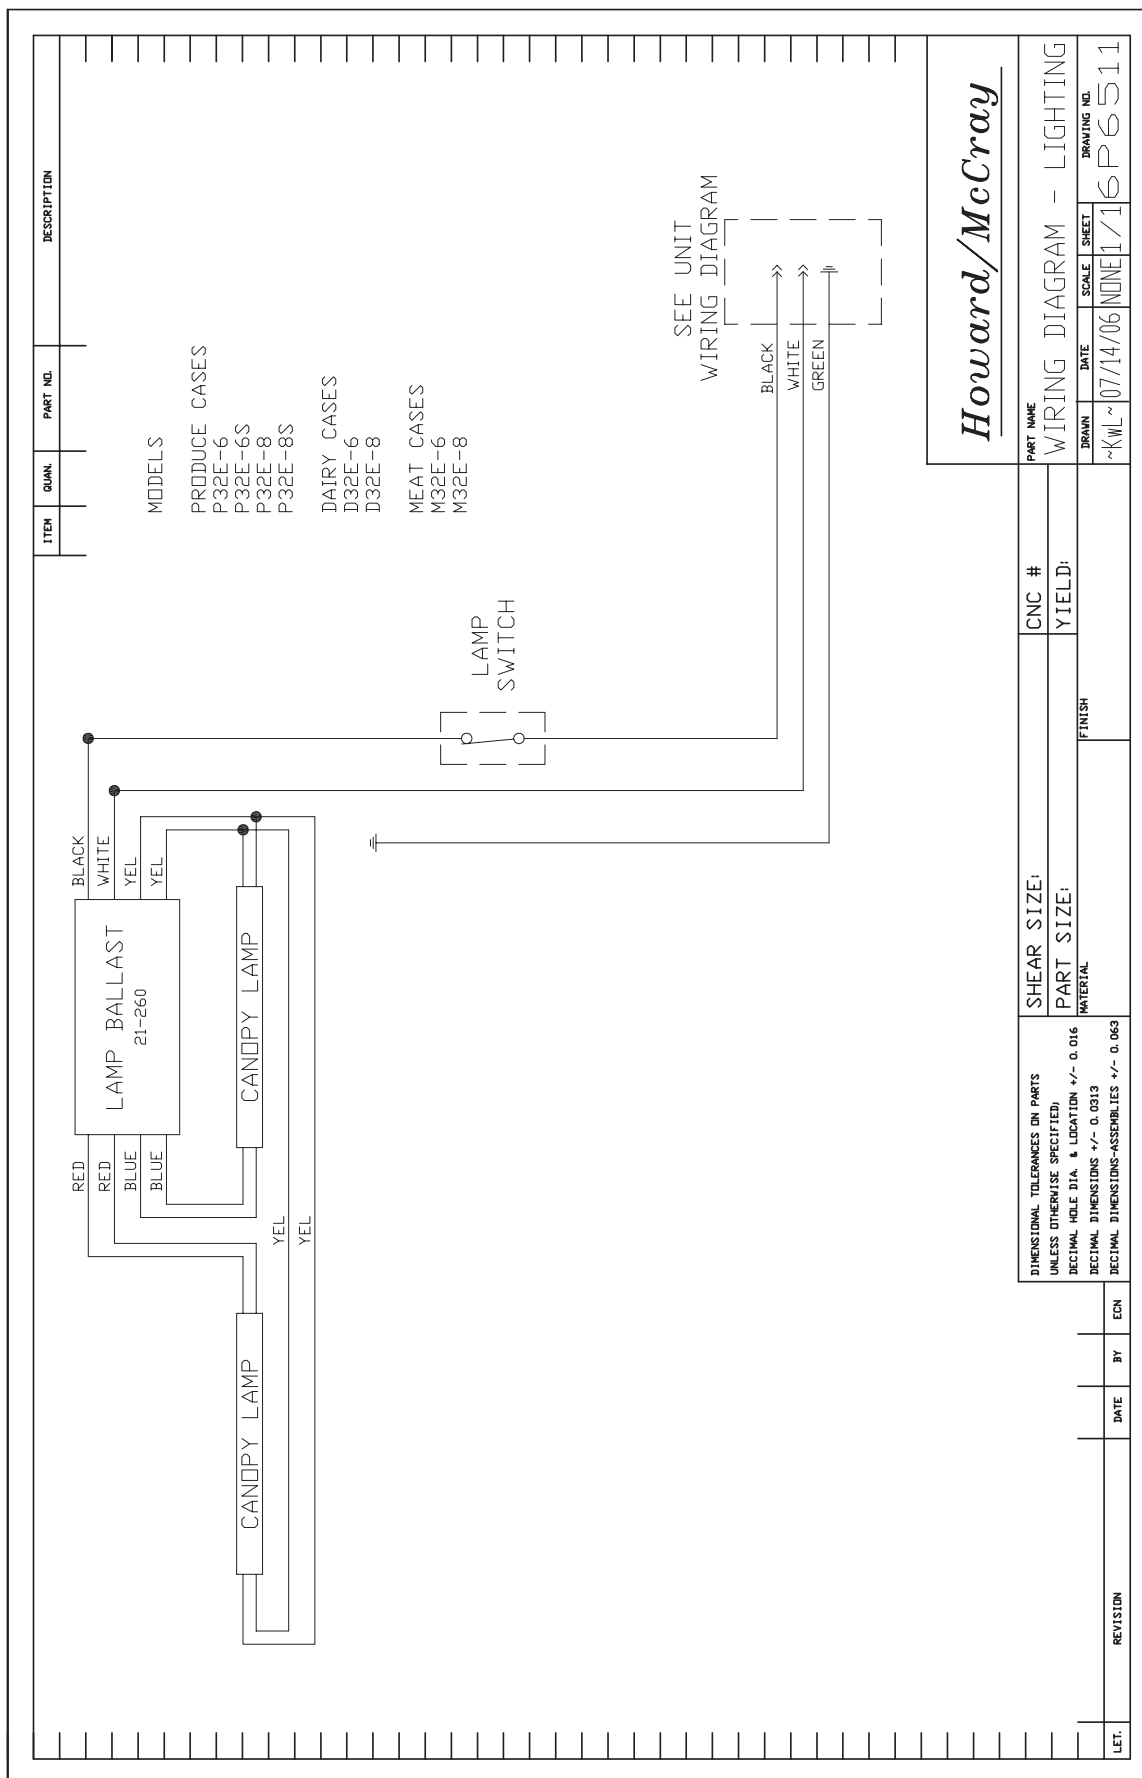 ITEM QUAN. PART NO. DESCRIPTION
MODELS
PRODUCE CASES
P32E-6
P32E-6S
P32E-8
P32E-8S
DAIRY CASES
D32E-6
D32E-8
MEAT CASES
M32E-6
M32E-8
RED
RED
BLUE
BLUE
LAMP BALLAST
21-260
BLACK
WHITE
YEL
YEL
CANOPY LAMP
CANOPY LAMP
YEL
YEL
LAMP
SWITCH
SEE UNIT
WIRING DIAGRAM
BLACK
WHITE
GREEN
Howard/McCray
PART NAME
WIRING DIAGRAM - LIGHTING
DRAWN DATE SCALE SHEET DRAWING NO.
~KWL~ 07/14/06 NONE 1/1 6P6511
CNC #
YIELD:
SHEAR SIZE:
PART SIZE:
MATERIAL
FINISH
DIMENSIONAL TOLERANCES ON PARTS
UNLESS OTHERWISE SPECIFIED;
DECIMAL HOLE DIA. & LOCATION +/- 0.016
DECIMAL DIMENSIONS +/- 0.0313
DECIMAL DIMENSIONS-ASSEMBLIES +/- 0.063
LET. REVISION DATE BY ECN